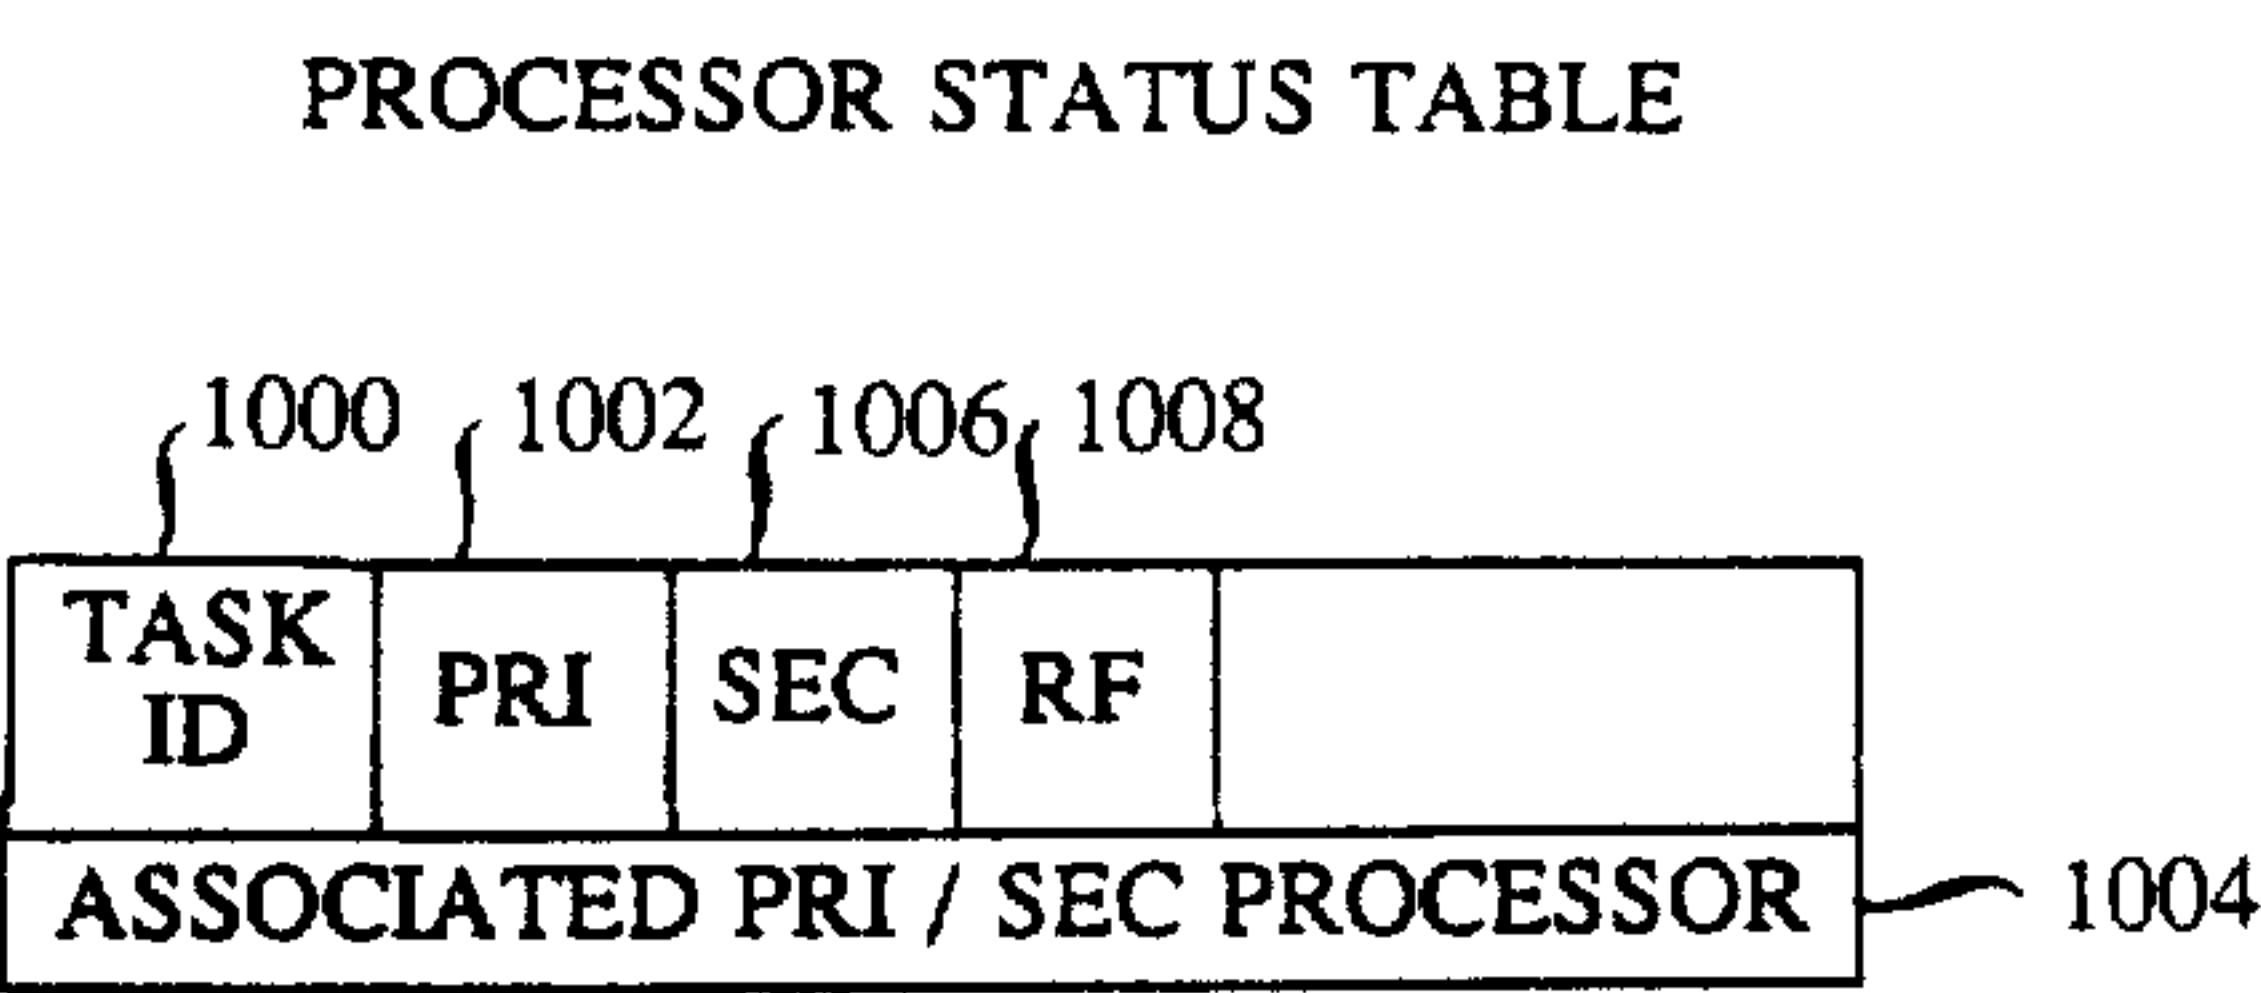 PROCESSOR STATUS TABLE
1000 1002 1006 1008
TASK ID PRI SEC RF
ASSOCIATED PRI / SEC PROCESSOR 1004